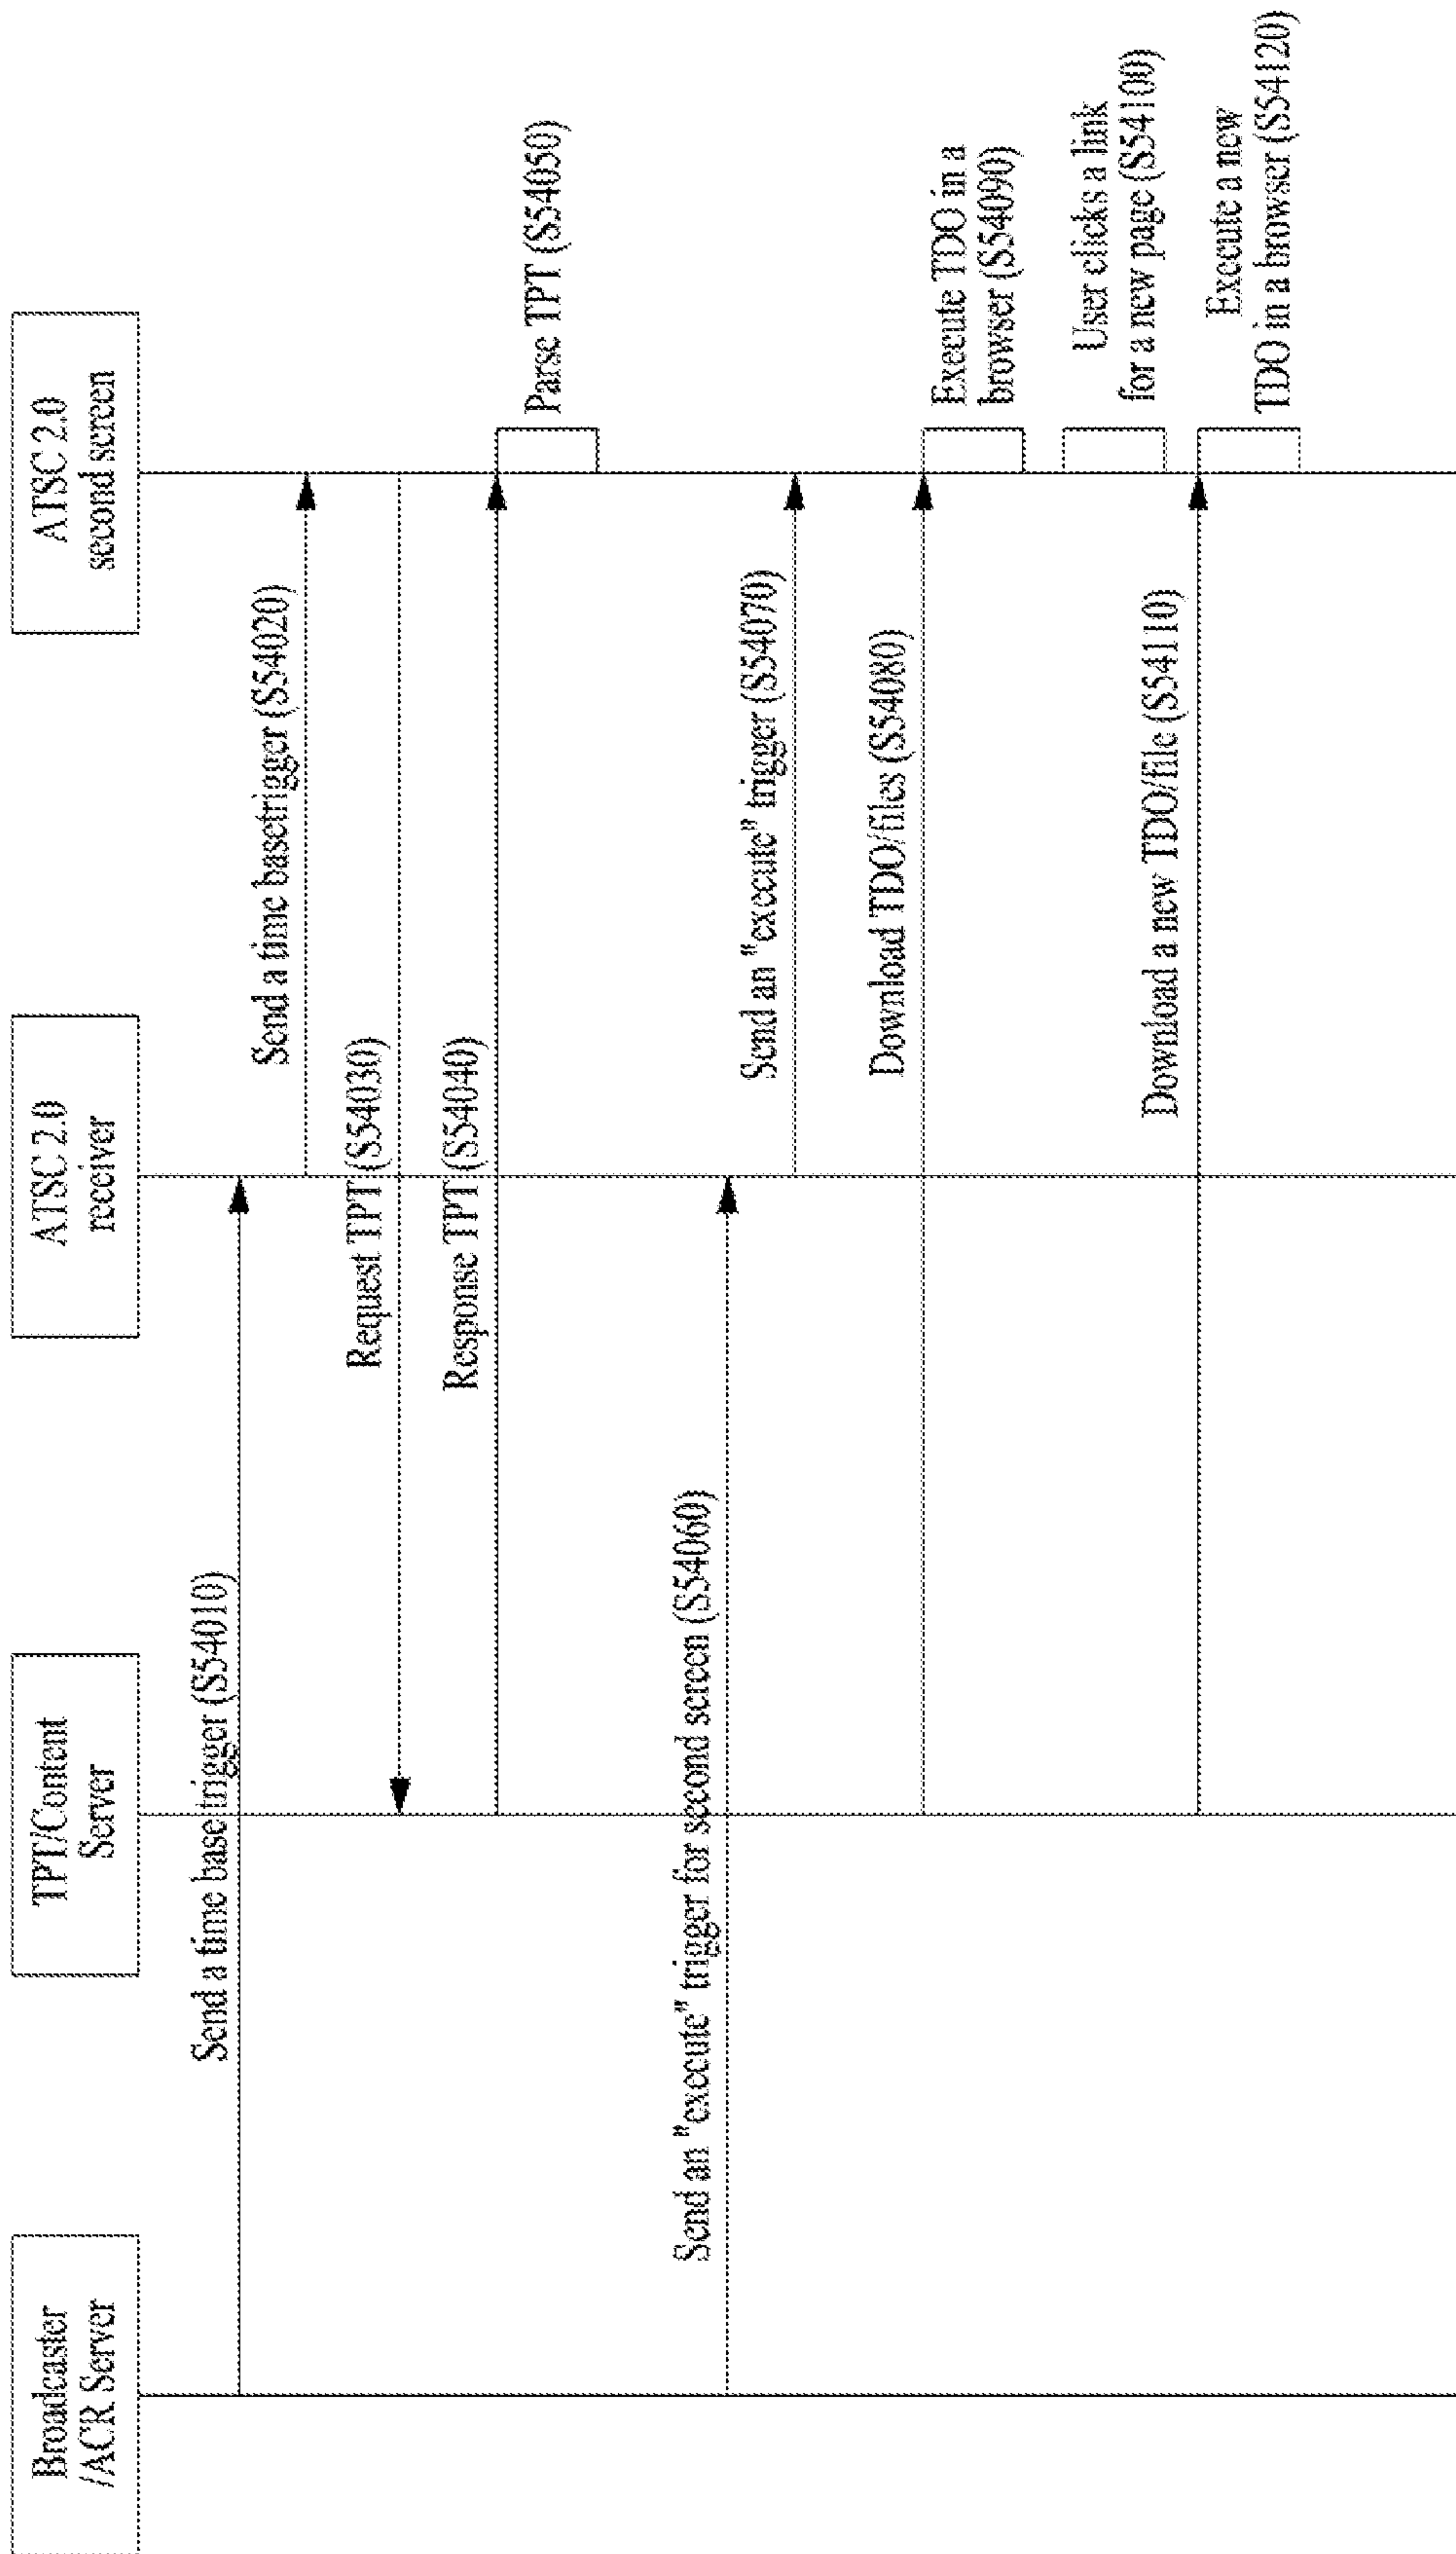 Broadcaster
/ACR Server
TPT/Content
Server
ATSC 2.0
receiver
ATSC 2.0
second screen
Send a time base trigger (S54010)
Send a time basetrigger (S54020)
Request TPT (S54030)
Response TPT (S54040)
Parse TPT (S54050)
Send an "execute" trigger for second screen (S54060)
Send an "execute" trigger (S54070)
Download TDO/files (S54080)
Execute TDO in a
browser (S54090)
User clicks a link
for a new page (S54100)
Download a new TDO/file (S54110)
Execute a new
TDO in a browser (S54120)